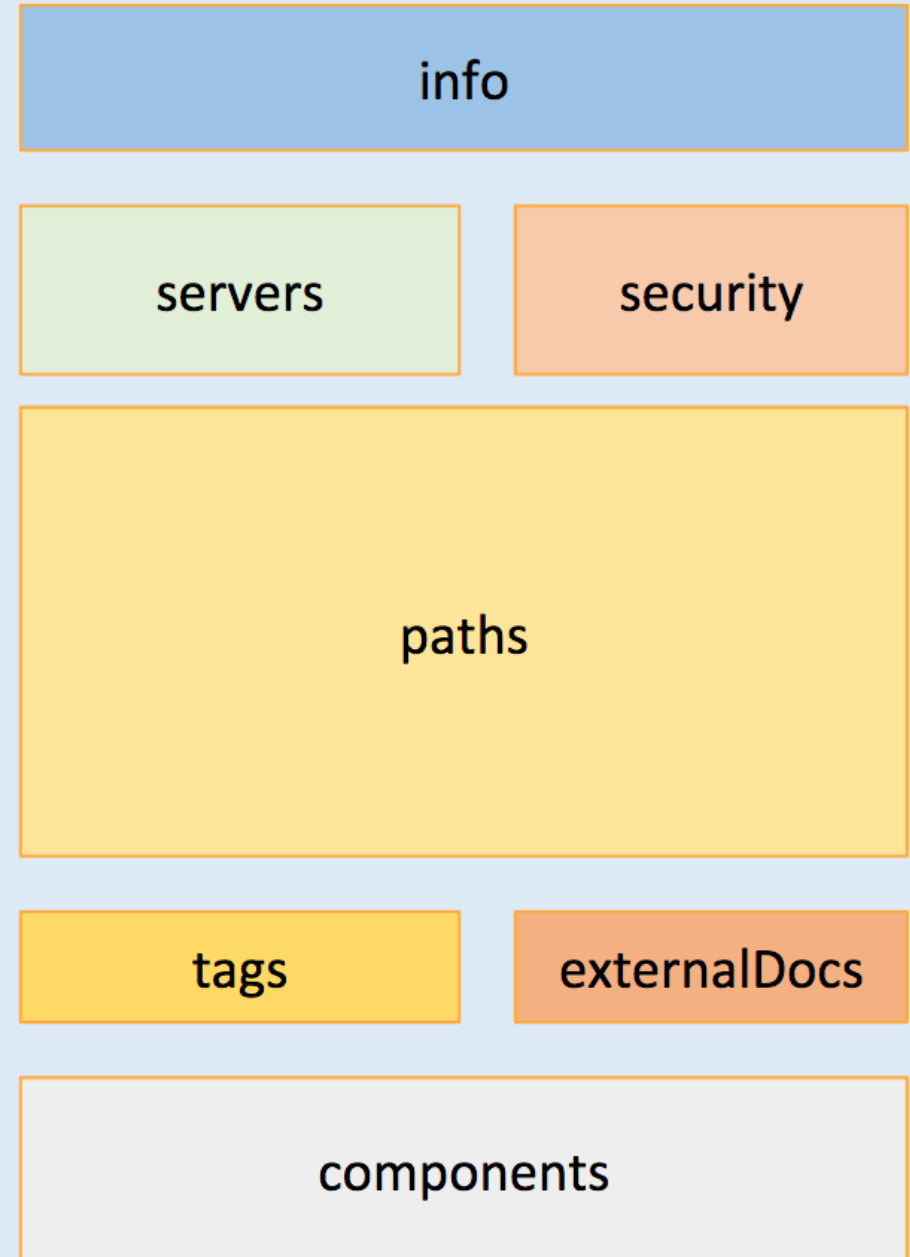 info
servers
security
paths
tags
externalDocs
components